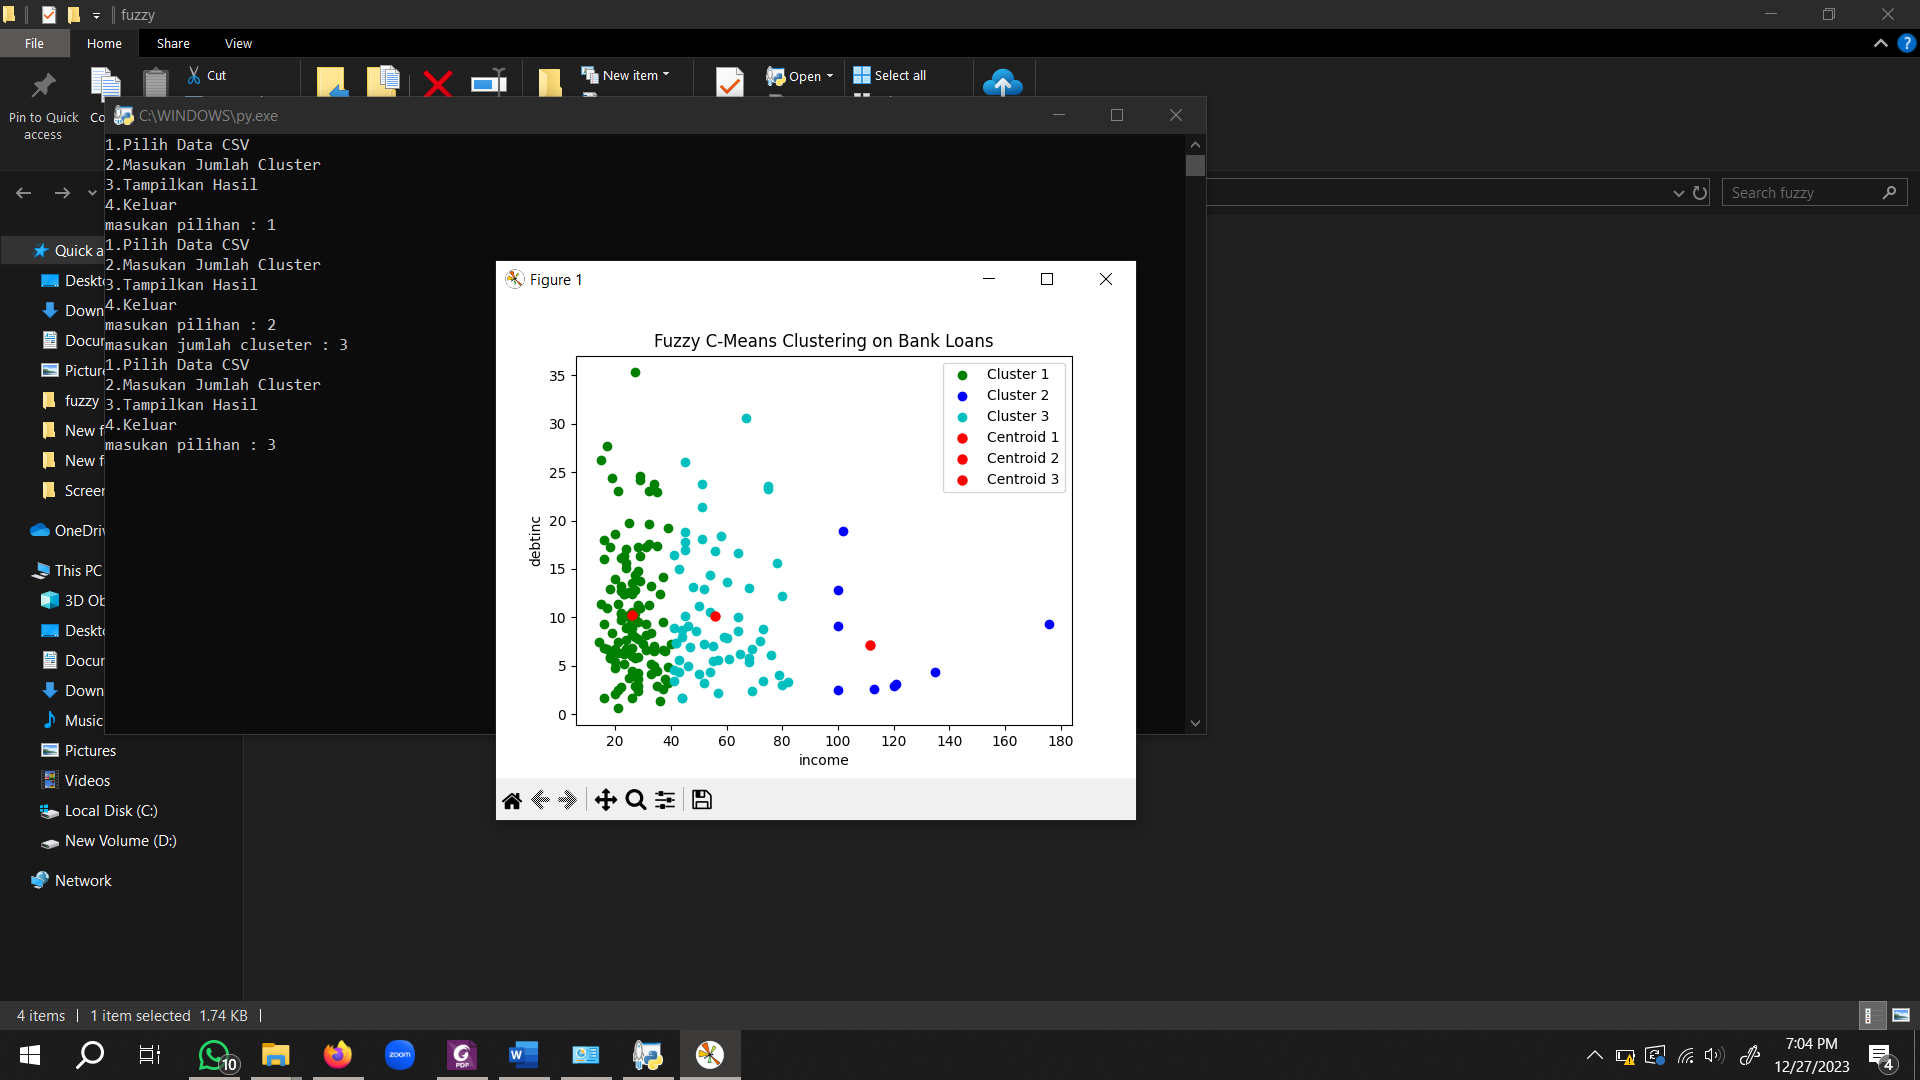 fuzzy
File Home Share View
Cut
New item
Open
Select all
Pin to Quick
access
Search fuzzy
C:\WINDOWS\py.exe
1.Pilih Data CSV
2.Masukan Jumlah Cluster
3.Tampilkan Hasil
4.Keluar
masukan pilihan : 1
1.Pilih Data CSV
2.Masukan Jumlah Cluster
3.Tampilkan Hasil
4.Keluar
masukan pilihan : 2
masukan jumlah cluseter : 3
1.Pilih Data CSV
2.Masukan Jumlah Cluster
3.Tampilkan Hasil
4.Keluar
masukan pilihan : 3
Figure 1
Fuzzy C-Means Clustering on Bank Loans
Cluster 1
Cluster 2
Cluster 3
Centroid 1
Centroid 2
Centroid 3
debtinc
35
30
25
20
15
10
5
0
20 40 60 80 100 120 140 160 180
income
Quick a
Deskt
Down
Docur
Picture
fuzzy
New f
New f
Screer
OneDriv
This PC
3D Ob
Deskt
Docur
Down
Music
Pictures
Videos
Local Disk (C:)
New Volume (D:)
Network
4 items 1 item selected 1.74 KB
10
zoom
PDF
7:04 PM
12/27/2023
4